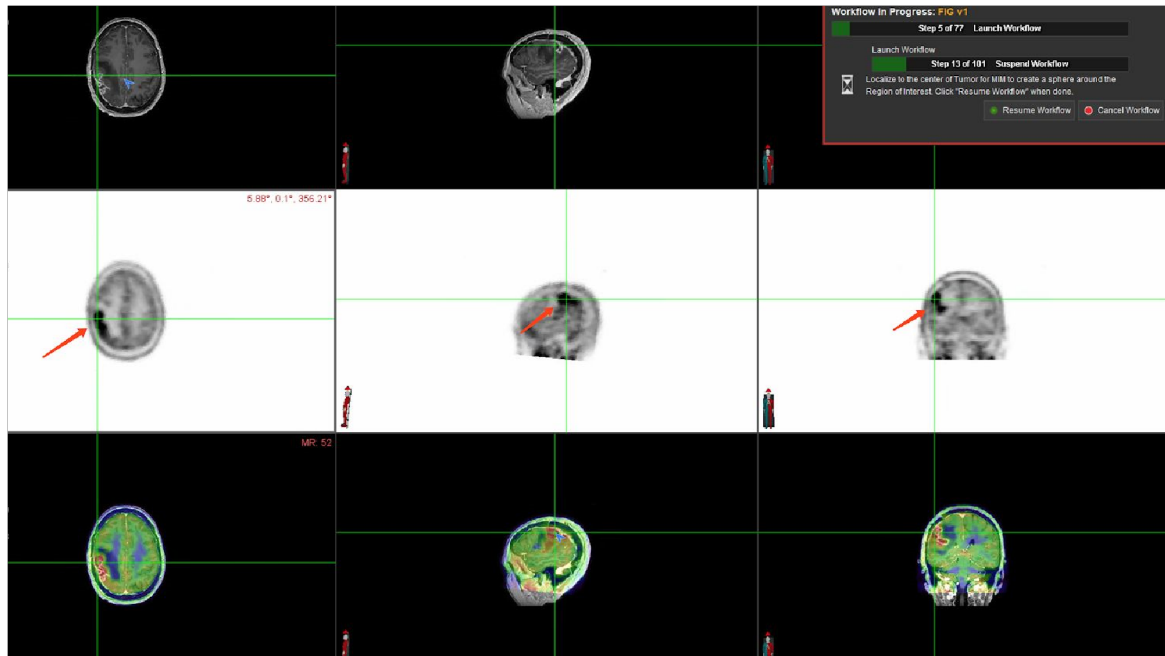 Workflow in Progress: FIG v1
Step 5 of 77 Launch Workflow
Launch Workflow
Step 13 of 101 Suspend Workflow
Localize to the center of Tumor for MIM to create a sphere around the
Region of Interest. Click "Resume Workflow" when done.
Resume Workflow Cancel Workflow
5.88°, 0.1°, 356.21°
MR: 52